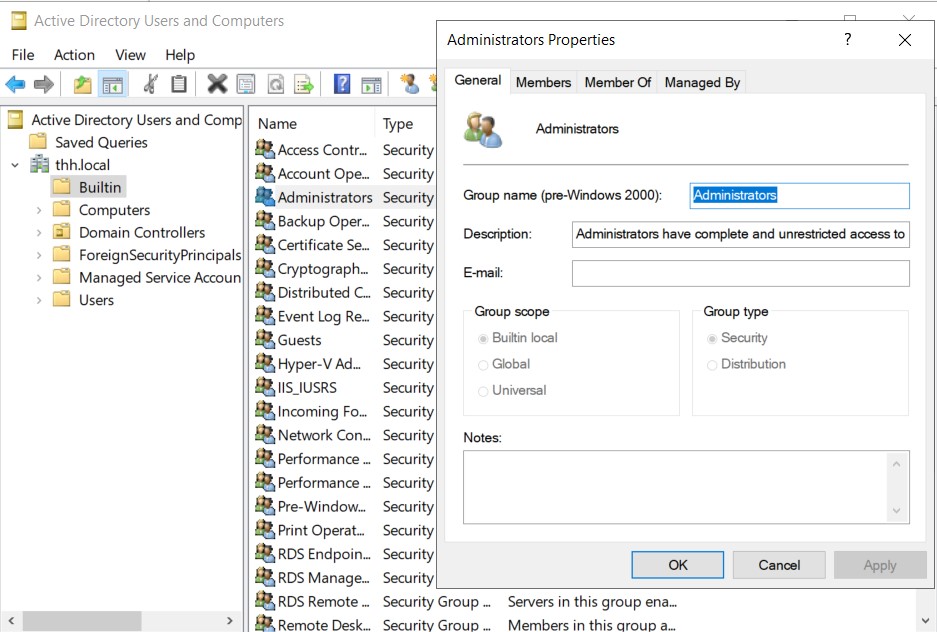 Active Directory Users and Computers
File Action View Help
Active Directory Users and Comp
Saved Queries
thh.local
Builtin
Computers
Domain Controllers
ForeignSecurityPrincipals
Managed Service Accoun
Users
Name Type
Access Contr... Security
Account Ope... Security
Administrators Security
Backup Oper... Security
Certificate Se... Security
Cryptograph... Security
Distributed C... Security
Event Log Re... Security
Guests Security
Hyper-V Ad... Security
IIS_IUSRS Security
Incoming Fo... Security
Network Con... Security
Performance ... Security
Performance ... Security
Pre-Window... Security
Print Operat... Security
RDS Endpoin... Security
RDS Manage... Security
RDS Remote ... Security Group ... Servers in this group ena...
Remote Desk... Security Group ... Members in this group a...
Administrators Properties
?
General Members Member Of Managed By
Administrators
Group name (pre-Windows 2000): Administrators
Description: Administrators have complete and unrestricted access to
E-mail:
Group scope
Builtin local
Global
Universal
Group type
Security
Distribution
Notes:
OK Cancel Apply